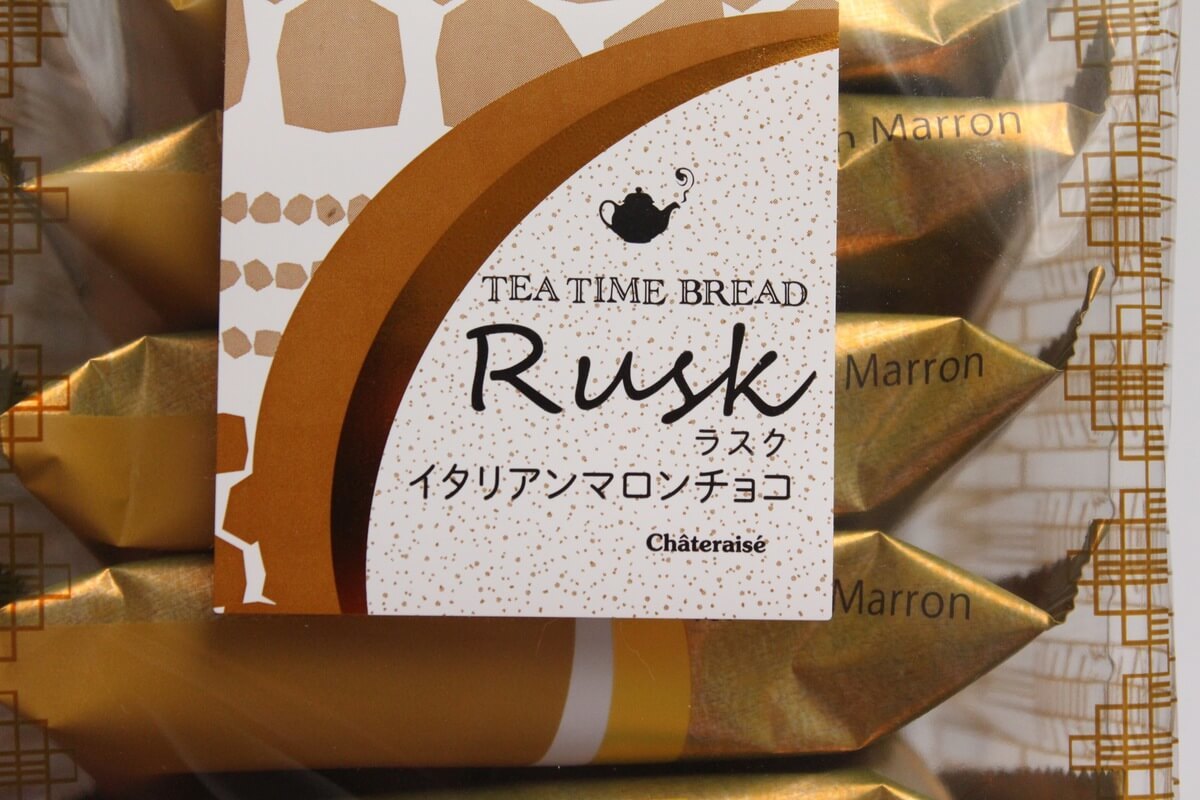 TEA TIME BREAD
Rusk
ラスク
イタリアンマロンチョコ
Châteraisé
Marron
Marron
Marron